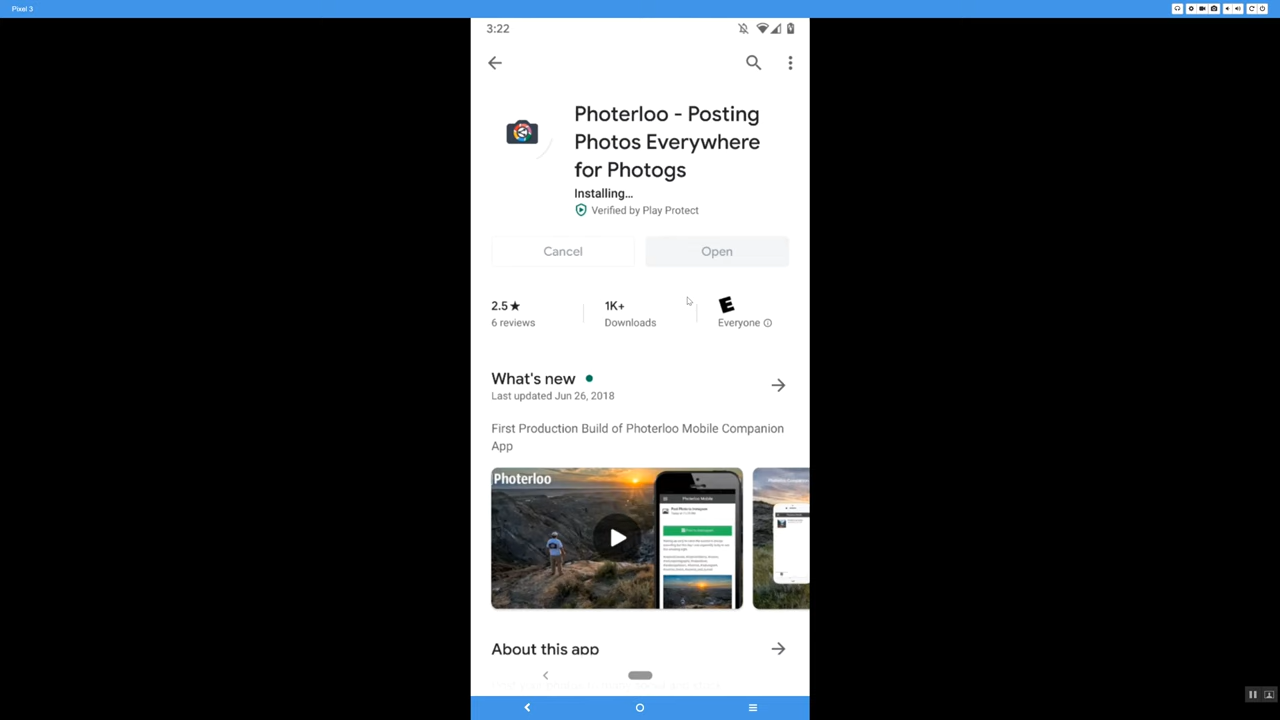 Pixel 3
3:22
Photerloo - Posting
Photos Everywhere
for Photogs
Installing...
Verified by Play Protect
Cancel
Open
2.5★
6 reviews
1K+
Downloads
E
Everyone
What's new
Last updated Jun 26, 2018
First Production Build of Photerloo Mobile Companion
App
Photerloo
Photerloo Mobile
About this app